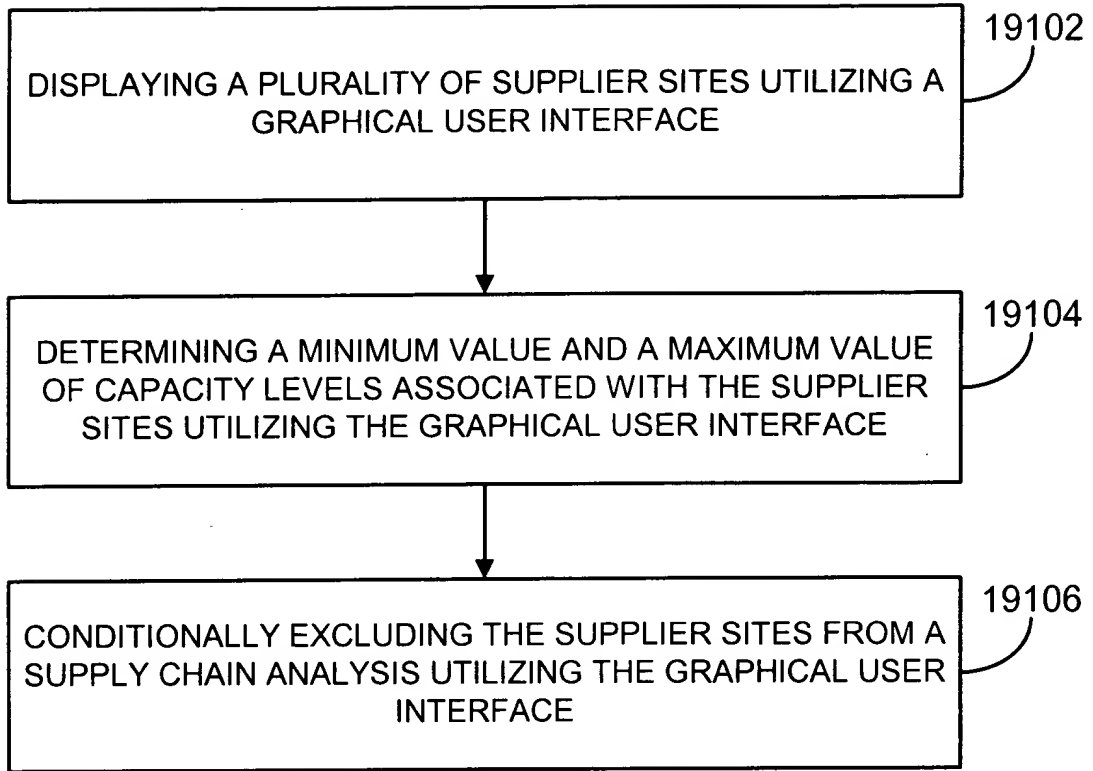 19102
DISPLAYING A PLURALITY OF SUPPLIER SITES UTILIZING A
GRAPHICAL USER INTERFACE
19104
DETERMINING A MINIMUM VALUE AND A MAXIMUM VALUE
OF CAPACITY LEVELS ASSOCIATED WITH THE SUPPLIER
SITES UTILIZING THE GRAPHICAL USER INTERFACE
19106
CONDITIONALLY EXCLUDING THE SUPPLIER SITES FROM A
SUPPLY CHAIN ANALYSIS UTILIZING THE GRAPHICAL USER
INTERFACE